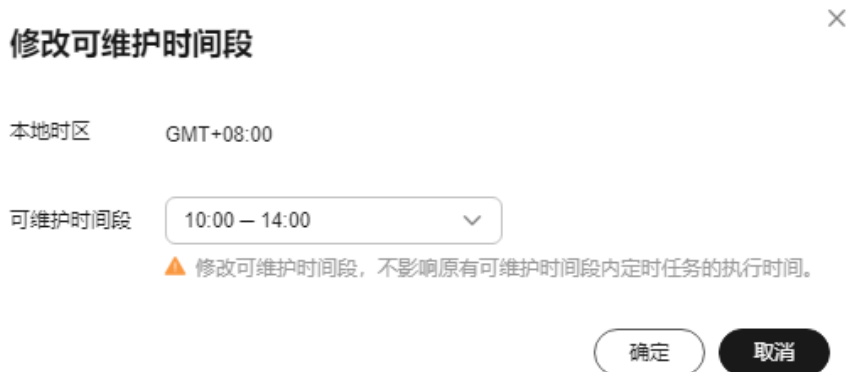 修改可维护时间段
本地时区 GMT+08:00
可维护时间段 10:00 — 14:00
修改可维护时间段，不影响原有可维护时间段内定时任务的执行时间。
确定 取消